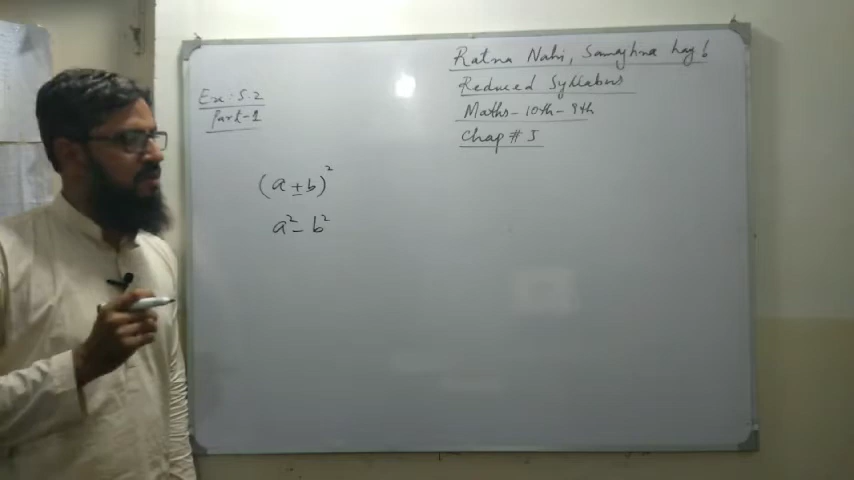 Ratna Nahi, Samajhna hay 6
Reduced Syllabus
Maths - 10th - 9th
Chap # 5
Ex: 5.2
Part-1
(a ± b)²
a² - b²